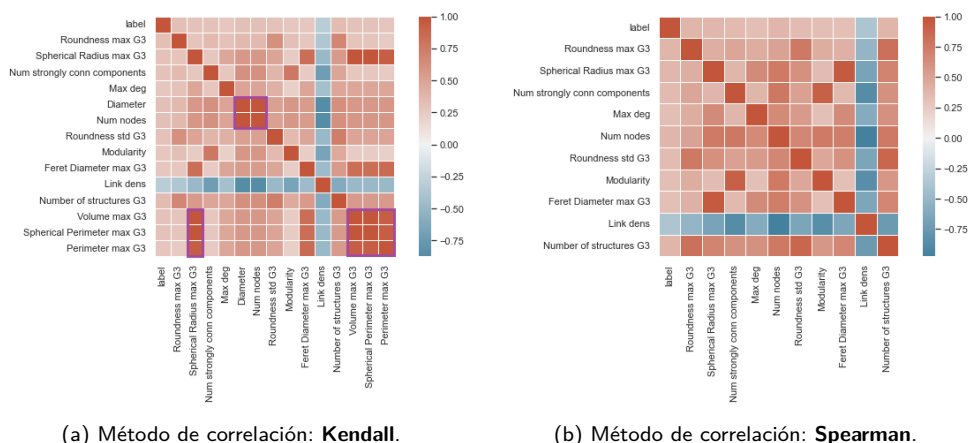 label
Roundness max G3
Spherical Radius max G3
Num strongly conn components
Max deg
Diameter
Num nodes
Roundness std G3
Modularity
Feret Diameter max G3
Link dens
Number of structures G3
Volume max G3
Spherical Perimeter max G3
Perimeter max G3
label
Roundness max G3
Spherical Radius max G3
Num strongly conn components
Max deg
Diameter
Num nodes
Roundness std G3
Modularity
Feret Diameter max G3
Link dens
Number of structures G3
Volume max G3
Spherical Perimeter max G3
Perimeter max G3
1.00
0.75
0.50
0.25
0.00
−0.25
−0.50
−0.75
(a) Método de correlación: Kendall.
label
Roundness max G3
Spherical Radius max G3
Num strongly conn components
Max deg
Num nodes
Roundness std G3
Modularity
Feret Diameter max G3
Link dens
Number of structures G3
label
Roundness max G3
Spherical Radius max G3
Num strongly conn components
Max deg
Num nodes
Roundness std G3
Modularity
Feret Diameter max G3
Link dens
Number of structures G3
1.00
0.75
0.50
0.25
0.00
−0.25
−0.50
−0.75
(b) Método de correlación: Spearman.